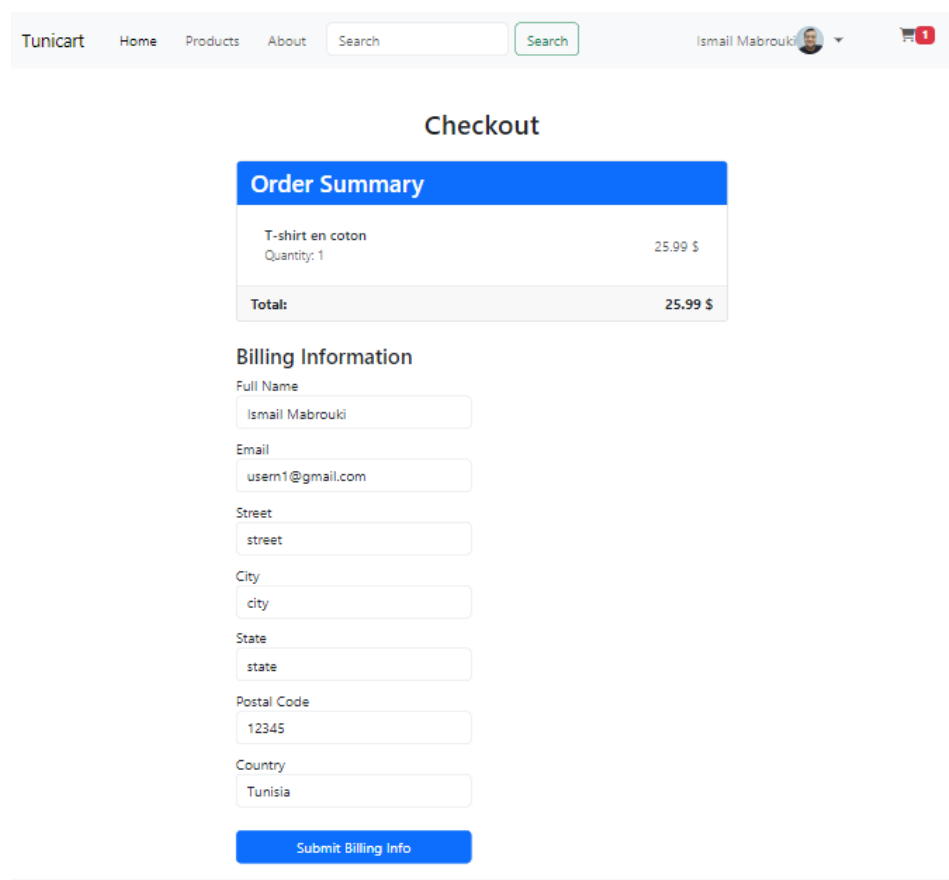 Tunicart Home Products About Search Search Ismail Mabrouki 1
Checkout
Order Summary
T-shirt en coton
Quantity: 1
25.99 $
Total: 25.99 $
Billing Information
Full Name
Ismail Mabrouki
Email
usern1@gmail.com
Street
street
City
city
State
state
Postal Code
12345
Country
Tunisia
Submit Billing Info